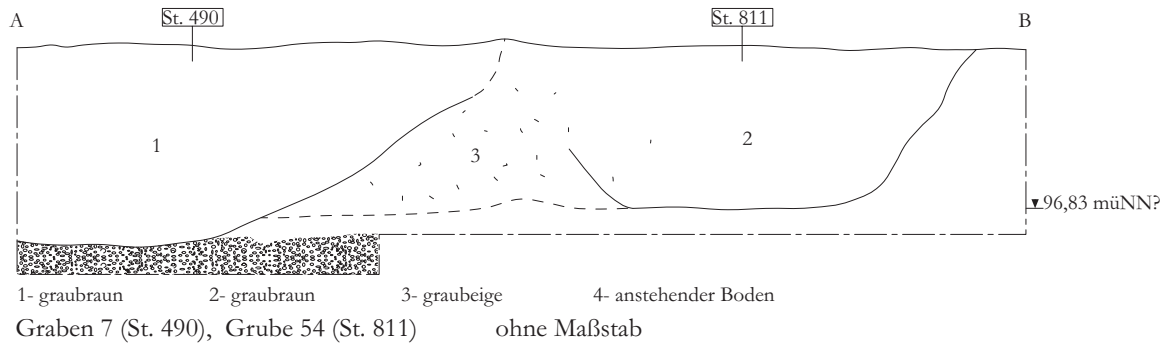 A St. 490 St. 811 B
1 3 2
96,83 müNN?
1- graubraun 2- graubraun 3- graubeige 4- anstehender Boden
Graben 7 (St. 490), Grube 54 (St. 811) ohne Maßstab